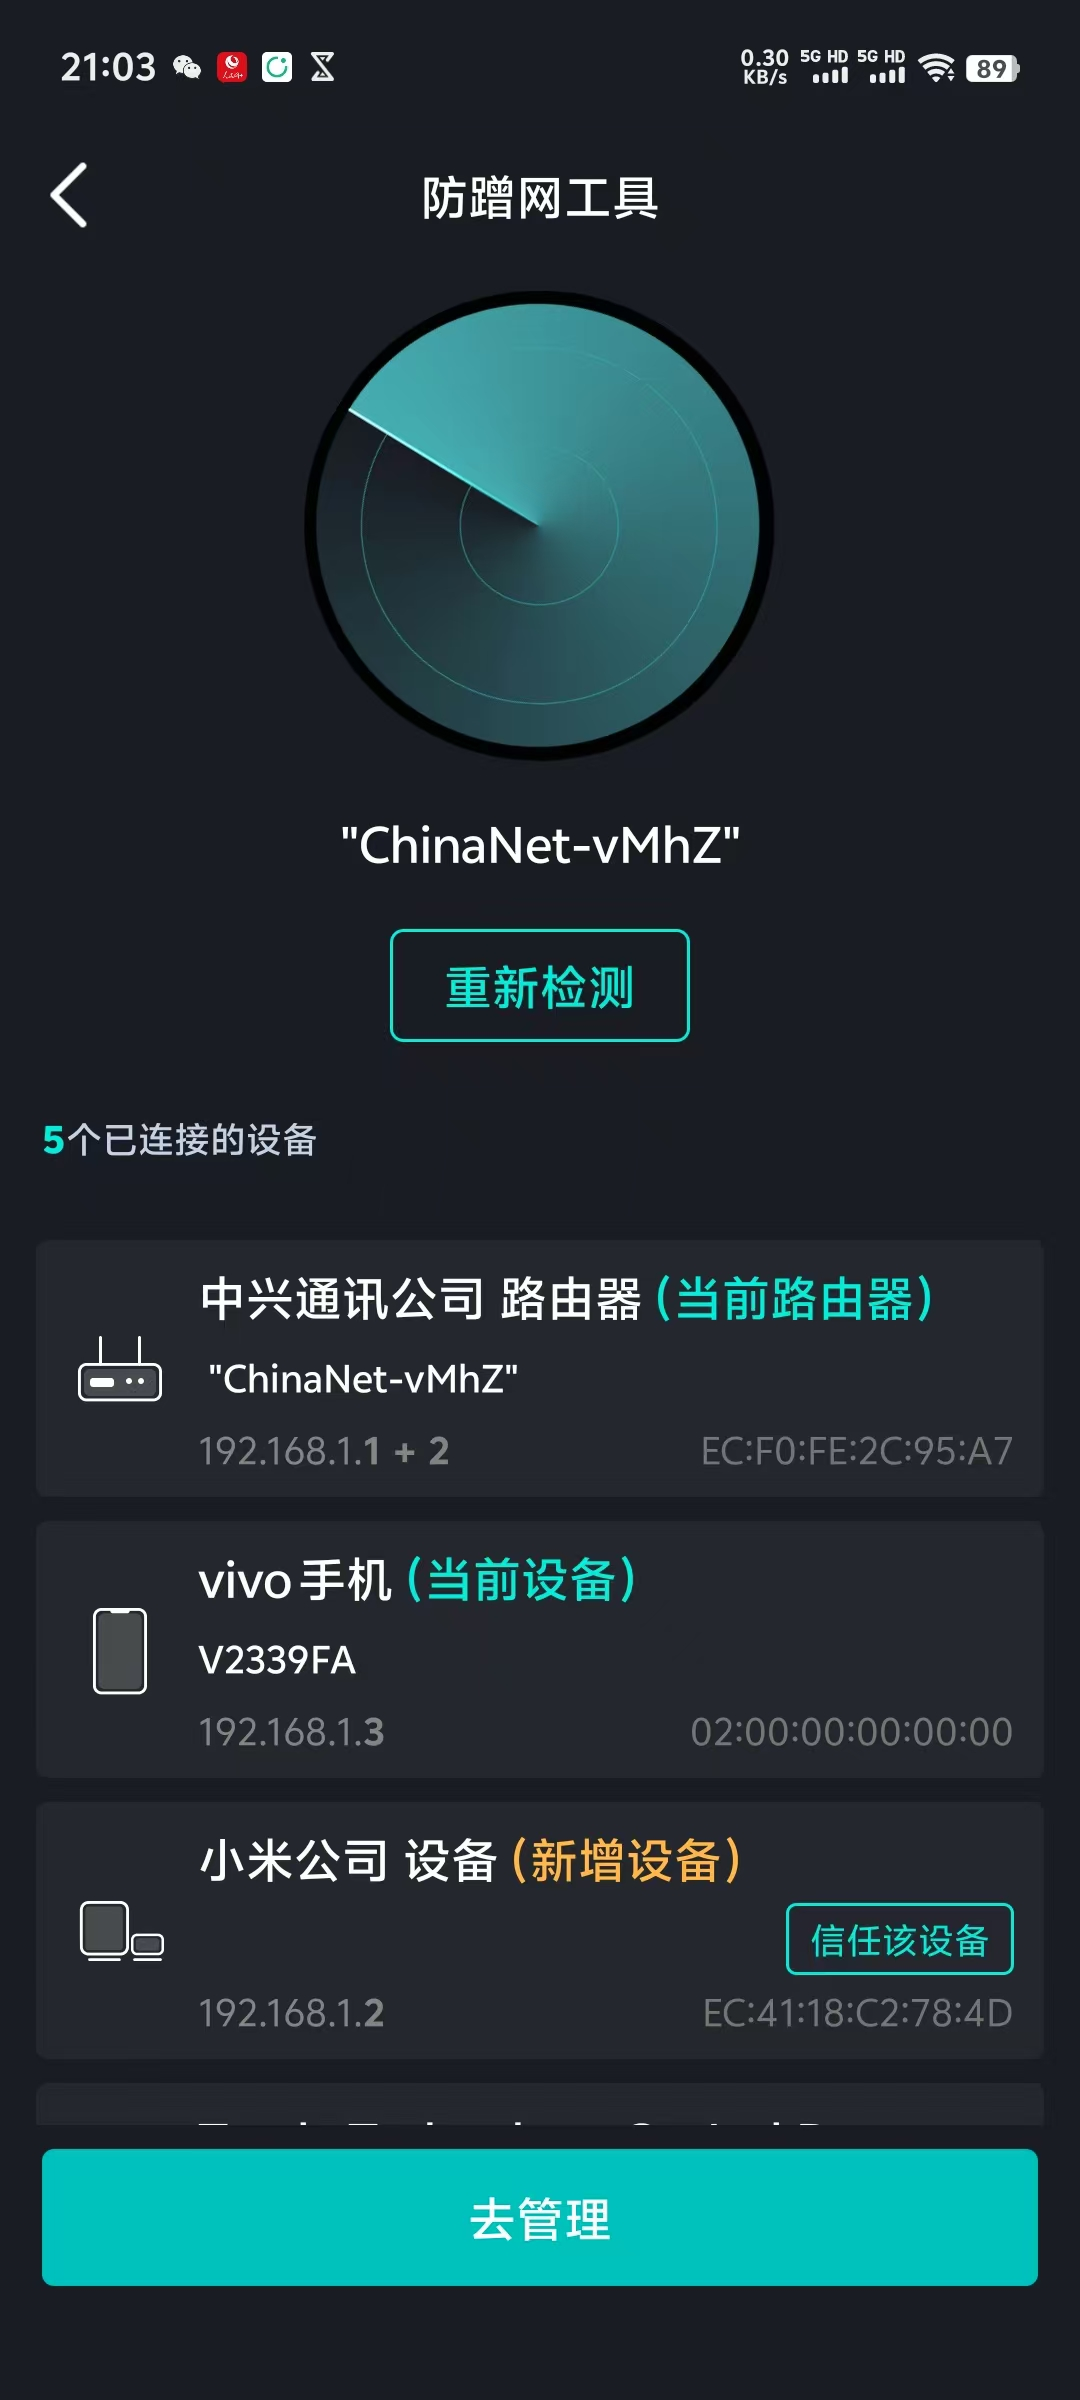 21:03
0.30 KB/s 5G HD 5G HD 89
防蹭网工具
"ChinaNet-vMhZ"
重新检测
5个已连接的设备
中兴通讯公司 路由器(当前路由器)
"ChinaNet-vMhZ"
192.168.1.1 + 2 EC:F0:FE:2C:95:A7
vivo手机(当前设备)
V2339FA
192.168.1.3 02:00:00:00:00:00
小米公司 设备(新增设备)
信任该设备
192.168.1.2 EC:41:18:C2:78:4D
去管理